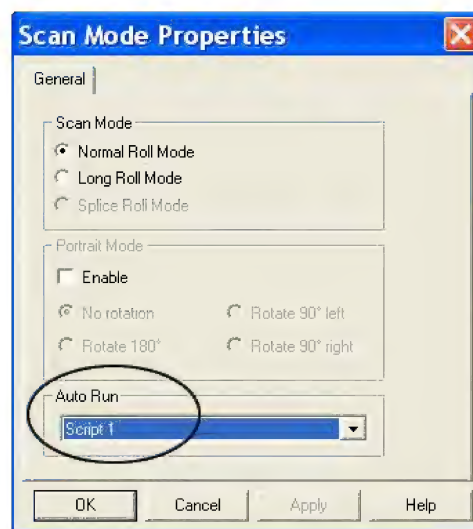 Scan Mode Properties
General
Scan Mode
Normal Roll Mode
Long Roll Mode
Splice Roll Mode
Portrait Mode
Enable
No rotation
Rotate 90° left
Rotate 180°
Rotate 90° right
Auto Run
Script 1
OK
Cancel
Apply
Help